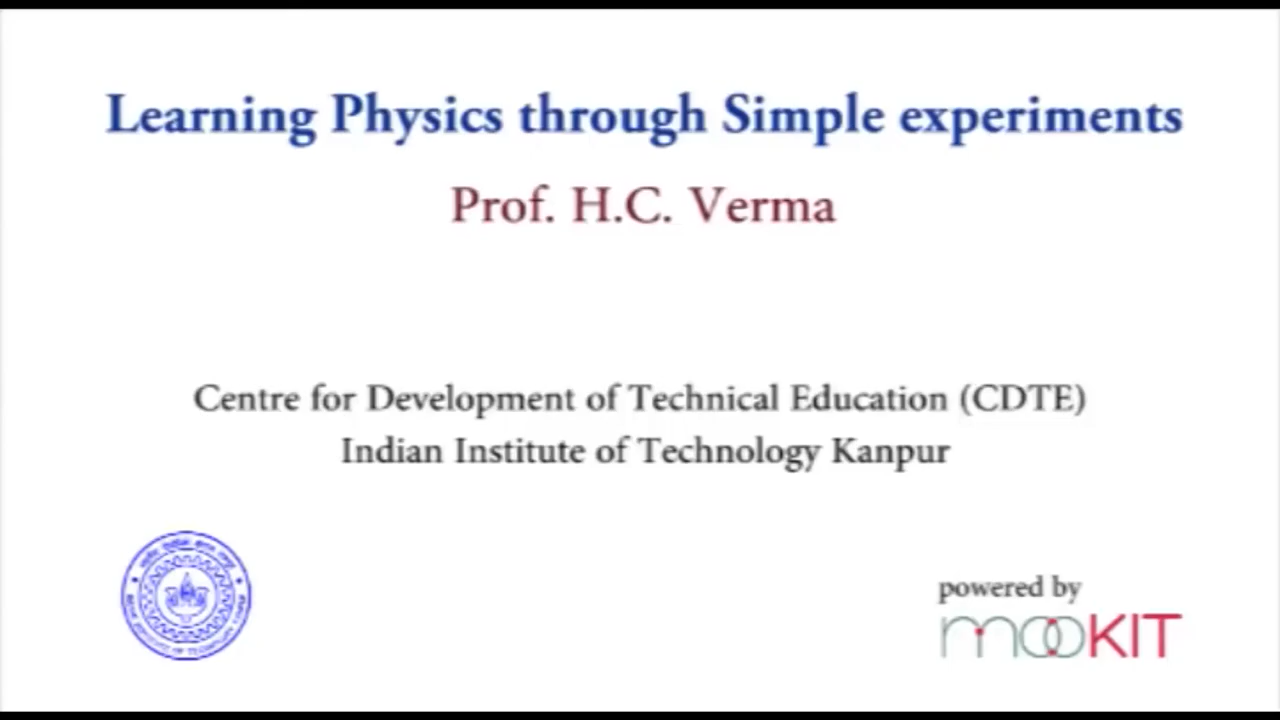 Learning Physics through Simple experiments
Prof. H.C. Verma
Centre for Development of Technical Education (CDTE)
Indian Institute of Technology Kanpur
powered by
mooKIT